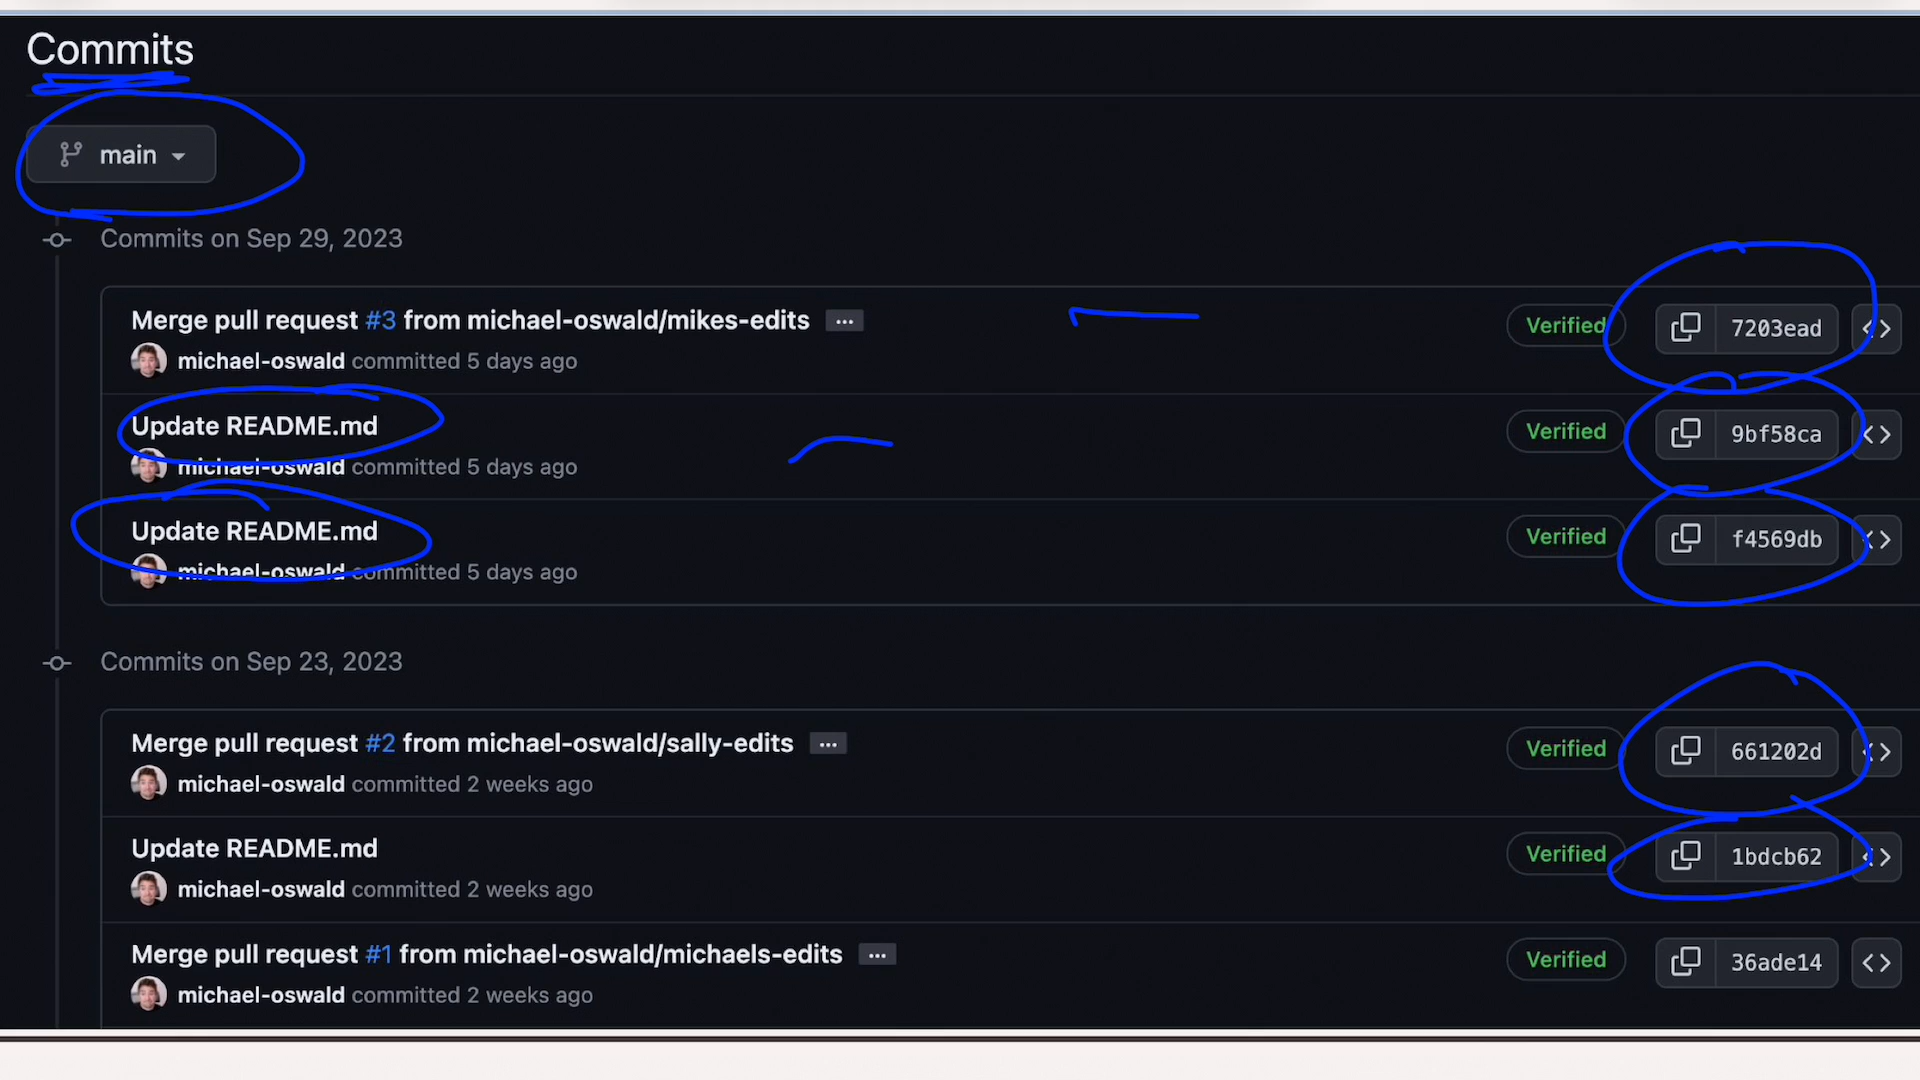 Commits
main
Commits on Sep 29, 2023
Merge pull request #3 from michael-oswald/mikes-edits ...
michael-oswald committed 5 days ago
Verified
7203ead
Update README.md
michael-oswald committed 5 days ago
Verified
9bf58ca
Update README.md
michael-oswald committed 5 days ago
Verified
f4569db
Commits on Sep 23, 2023
Merge pull request #2 from michael-oswald/sally-edits ...
michael-oswald committed 2 weeks ago
Verified
661202d
Update README.md
michael-oswald committed 2 weeks ago
Verified
1bdcb62
Merge pull request #1 from michael-oswald/michaels-edits ...
michael-oswald committed 2 weeks ago
Verified
36ade14